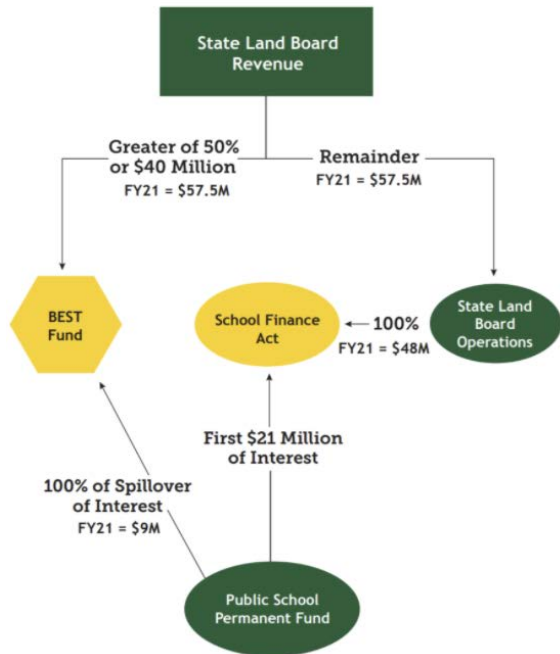 State Land Board
Revenue
Greater of 50%
or $40 Million
FY21 = $57.5M
Remainder
FY21 = $57.5M
BEST
Fund
School Finance
Act
100%
FY21 = $48M
State Land
Board
Operations
First $21 Million
of Interest
100% of Spillover
of Interest
FY21 = $9M
Public School
Permanent Fund